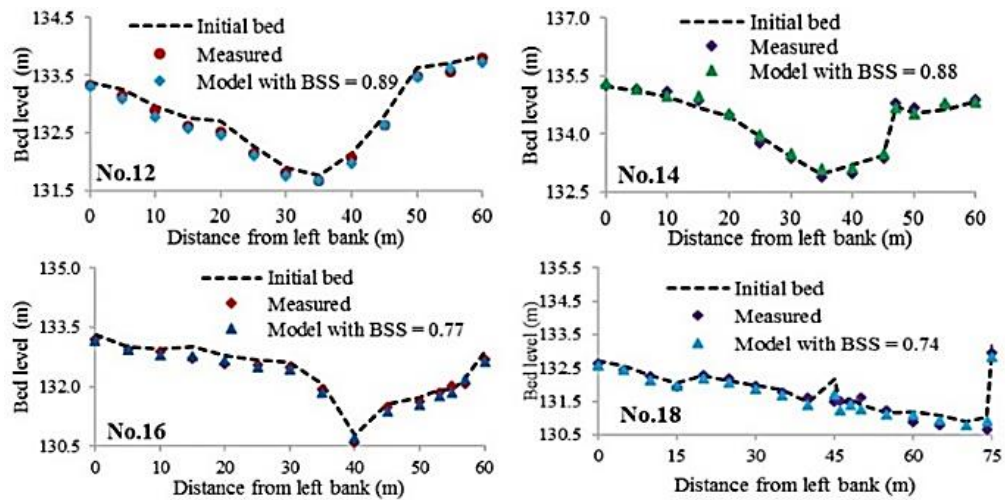 134.5
133.5
132.5
131.5
Bed level (m)
Initial bed
Measured
Model with BSS = 0.89
No.12
0 10 20 30 40 50 60
Distance from left bank (m)
137.0
135.5
134.0
132.5
Bed level (m)
Initial bed
Measured
Model with BSS = 0.88
No.14
0 10 20 30 40 50 60
Distance from left bank (m)
135.0
133.5
132.0
130.5
Bed level (m)
Initial bed
Measured
Model with BSS = 0.77
No.16
0 10 20 30 40 50 60
Distance from left bank (m)
135.5
134.5
133.5
132.5
131.5
130.5
Bed level (m)
Initial bed
Measured
Model with BSS = 0.74
No.18
0 15 30 45 60 75
Distance from left bank (m)